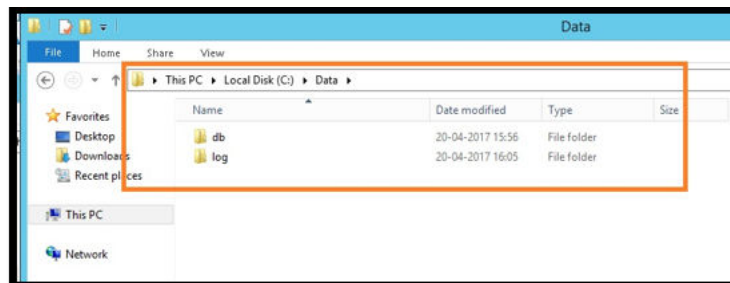 Data
File Home Share View
This PC Local Disk (C:) Data
Name Date modified Type Size
Favorites
Desktop
Downloads
Recent places
This PC
Network
db 20-04-2017 15:56 File folder
log 20-04-2017 16:05 File folder